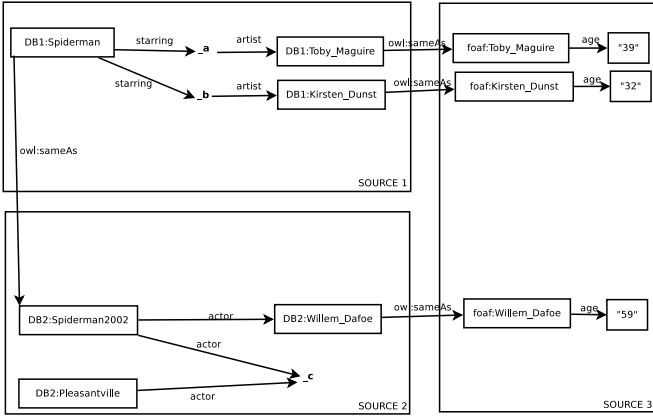 DB1:Spiderman
starring
_a
artist
DB1:Toby_Maguire
owl:sameAs
foaf:Toby_Maguire
age
"39"
starring
_b
artist
DB1:Kirsten_Dunst
owl:sameAs
foaf:Kirsten_Dunst
age
"32"
owl:sameAs
SOURCE 1
DB2:Spiderman2002
actor
DB2:Willem_Dafoe
owl:sameAs
foaf:Willem_Dafoe
age
"59"
actor
_c
DB2:Pleasantville
actor
SOURCE 2
SOURCE 3